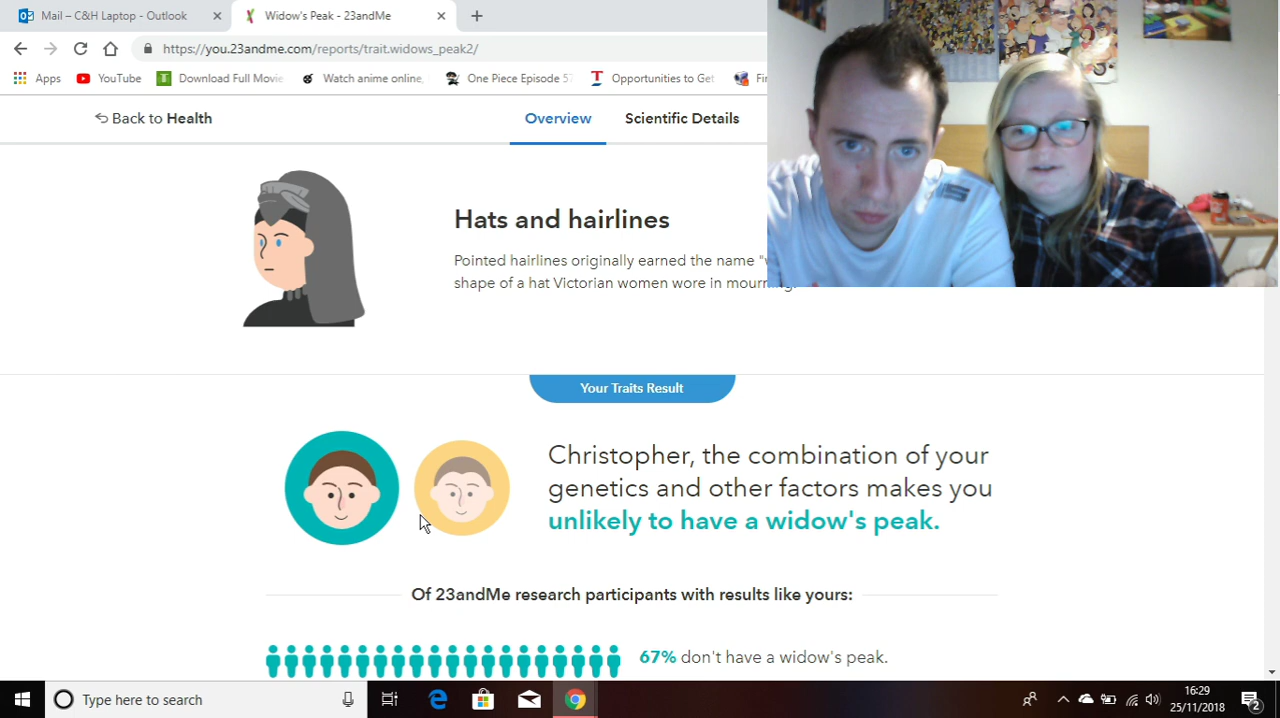 Mail – C&H Laptop - Outlook
Widow's Peak - 23andMe
https://you.23andme.com/reports/trait.widows_peak2/
Apps
YouTube
Download Full Movie
Watch anime online,
One Piece Episode 57
Opportunities to Get
Back to Health
Overview
Scientific Details
Hats and hairlines
Pointed hairlines originally earned the name
shape of a hat Victorian women wore in mourning.
Your Traits Result
Christopher, the combination of your
genetics and other factors makes you
unlikely to have a widow's peak.
Of 23andMe research participants with results like yours:
67% don't have a widow's peak.
Type here to search
16:29
25/11/2018
2